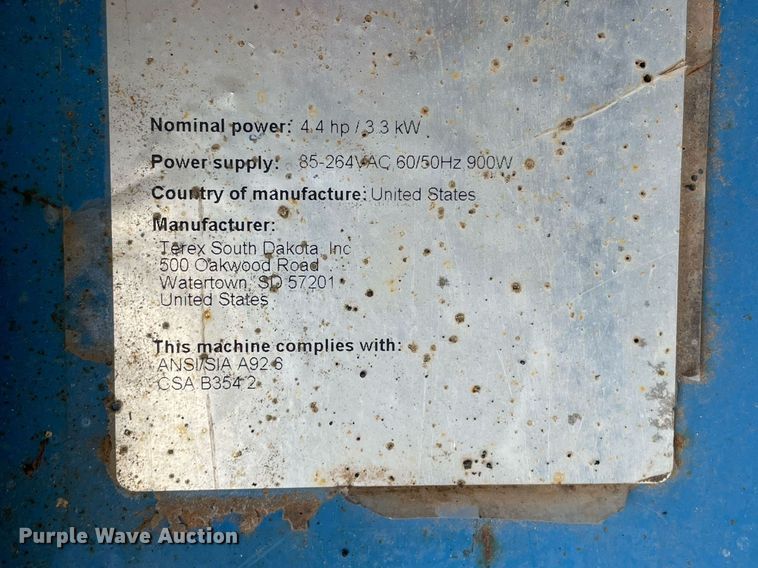 Nominal power: 4.4 hp / 3.3 kW
Power supply: 85-264VAC 60/50Hz 900W
Country of manufacture: United States
Manufacturer:
Terex South Dakota, Inc
500 Oakwood Road
Watertown, SD 57201
United States
This machine complies with:
ANSI/SIA A92.6
CSA B354.2
Purple Wave Auction